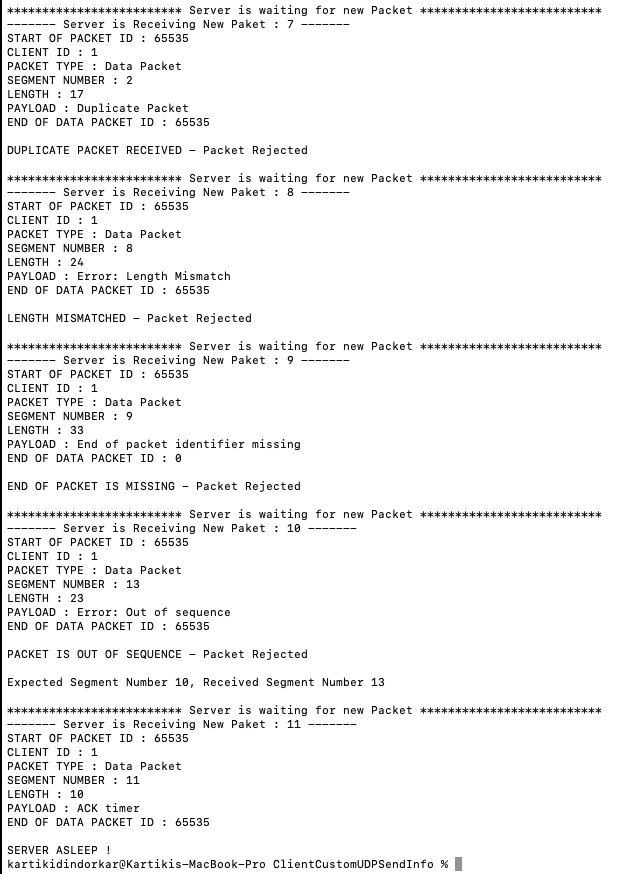 ************************* Server is waiting for new Packet **************************
------- Server is Receiving New Paket : 7 -------
START OF PACKET ID : 65535
CLIENT ID : 1
PACKET TYPE : Data Packet
SEGMENT NUMBER : 2
LENGTH : 17
PAYLOAD : Duplicate Packet
END OF DATA PACKET ID : 65535

DUPLICATE PACKET RECEIVED - Packet Rejected

************************* Server is waiting for new Packet **************************
------- Server is Receiving New Paket : 8 -------
START OF PACKET ID : 65535
CLIENT ID : 1
PACKET TYPE : Data Packet
SEGMENT NUMBER : 8
LENGTH : 24
PAYLOAD : Error: Length Mismatch
END OF DATA PACKET ID : 65535

LENGTH MISMATCHED - Packet Rejected

************************* Server is waiting for new Packet **************************
------- Server is Receiving New Paket : 9 -------
START OF PACKET ID : 65535
CLIENT ID : 1
PACKET TYPE : Data Packet
SEGMENT NUMBER : 9
LENGTH : 33
PAYLOAD : End of packet identifier missing
END OF DATA PACKET ID : 0

END OF PACKET IS MISSING - Packet Rejected

************************* Server is waiting for new Packet **************************
------- Server is Receiving New Paket : 10 -------
START OF PACKET ID : 65535
CLIENT ID : 1
PACKET TYPE : Data Packet
SEGMENT NUMBER : 13
LENGTH : 23
PAYLOAD : Error: Out of sequence
END OF DATA PACKET ID : 65535

PACKET IS OUT OF SEQUENCE - Packet Rejected

Expected Segment Number 10, Received Segment Number 13

************************* Server is waiting for new Packet **************************
------- Server is Receiving New Paket : 11 -------
START OF PACKET ID : 65535
CLIENT ID : 1
PACKET TYPE : Data Packet
SEGMENT NUMBER : 11
LENGTH : 10
PAYLOAD : ACK timer
END OF DATA PACKET ID : 65535

SERVER ASLEEP !
kartikidindorkar@Kartikis-MacBook-Pro ClientCustomUDPSendInfo %